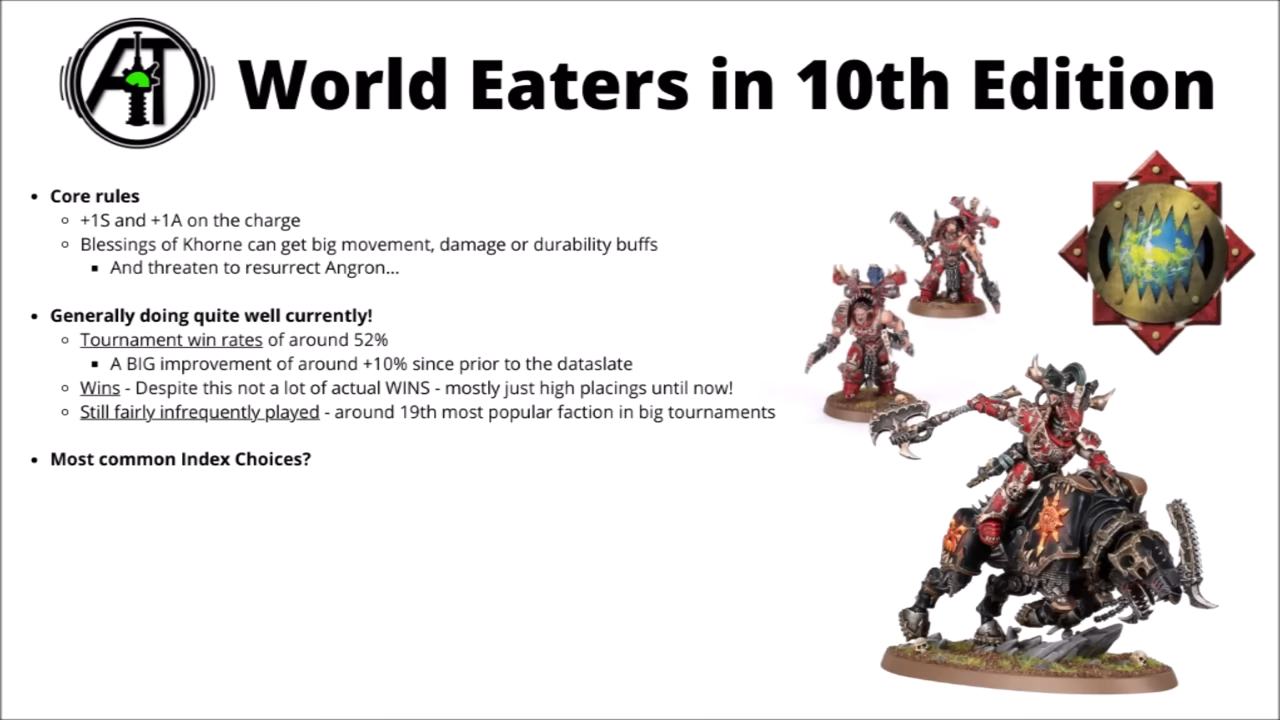 AT
World Eaters in 10th Edition
• Core rules
◦ +1S and +1A on the charge
◦ Blessings of Khorne can get big movement, damage or durability buffs
▪ And threaten to resurrect Angron...
• Generally doing quite well currently!
◦ Tournament win rates of around 52%
▪ A BIG improvement of around +10% since prior to the dataslate
◦ Wins - Despite this not a lot of actual WINS - mostly just high placings until now!
◦ Still fairly infrequently played - around 19th most popular faction in big tournaments
• Most common Index Choices?